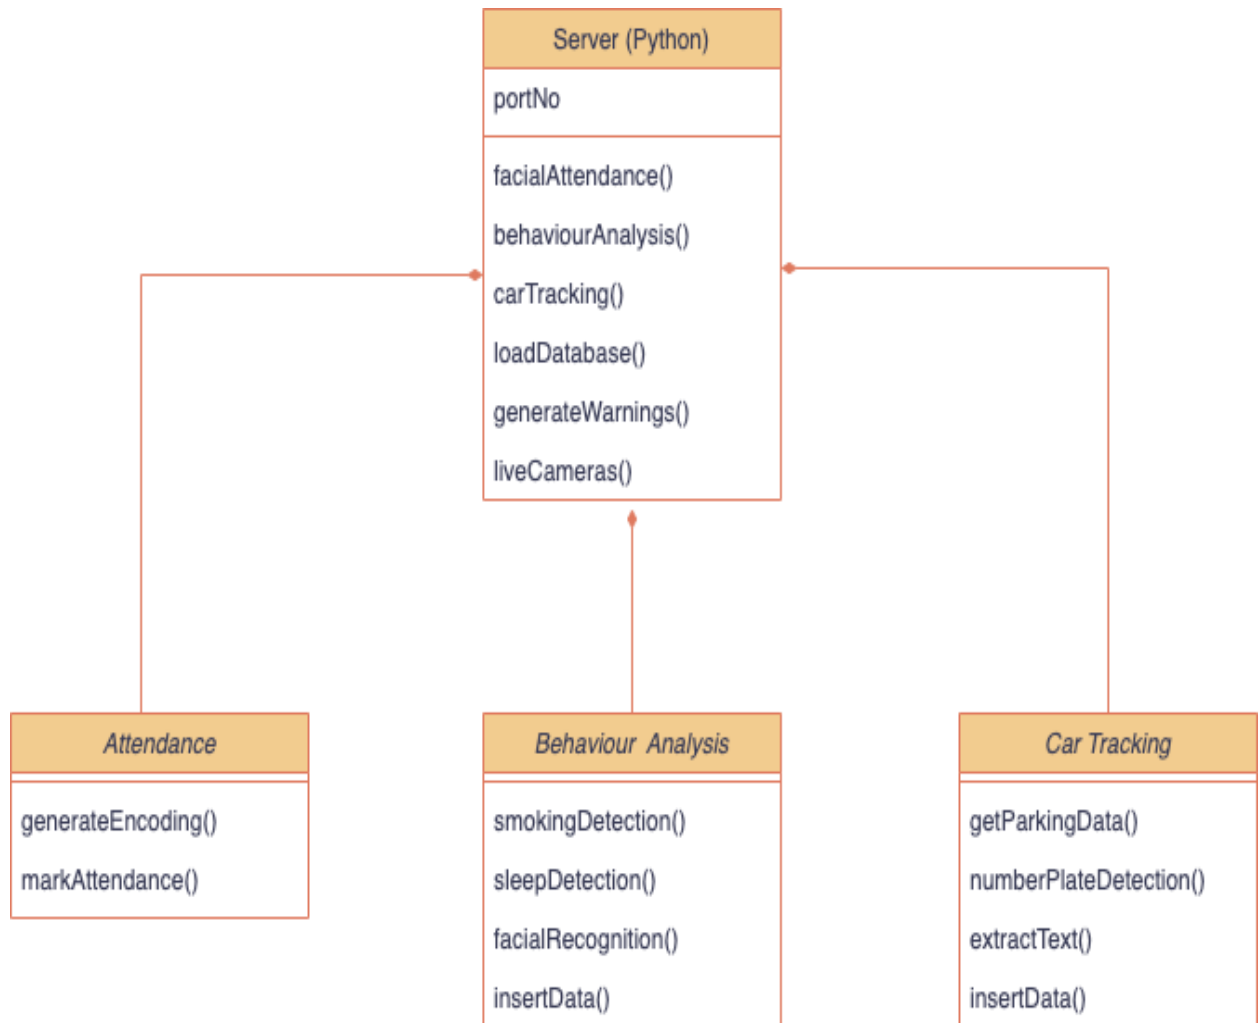 Server (Python)
portNo
facialAttendance()
behaviourAnalysis()
carTracking()
loadDatabase()
generateWarnings()
liveCameras()
Attendance
generateEncoding()
markAttendance()
Behaviour Analysis
smokingDetection()
sleepDetection()
facialRecognition()
insertData()
Car Tracking
getParkingData()
numberPlateDetection()
extractText()
insertData()